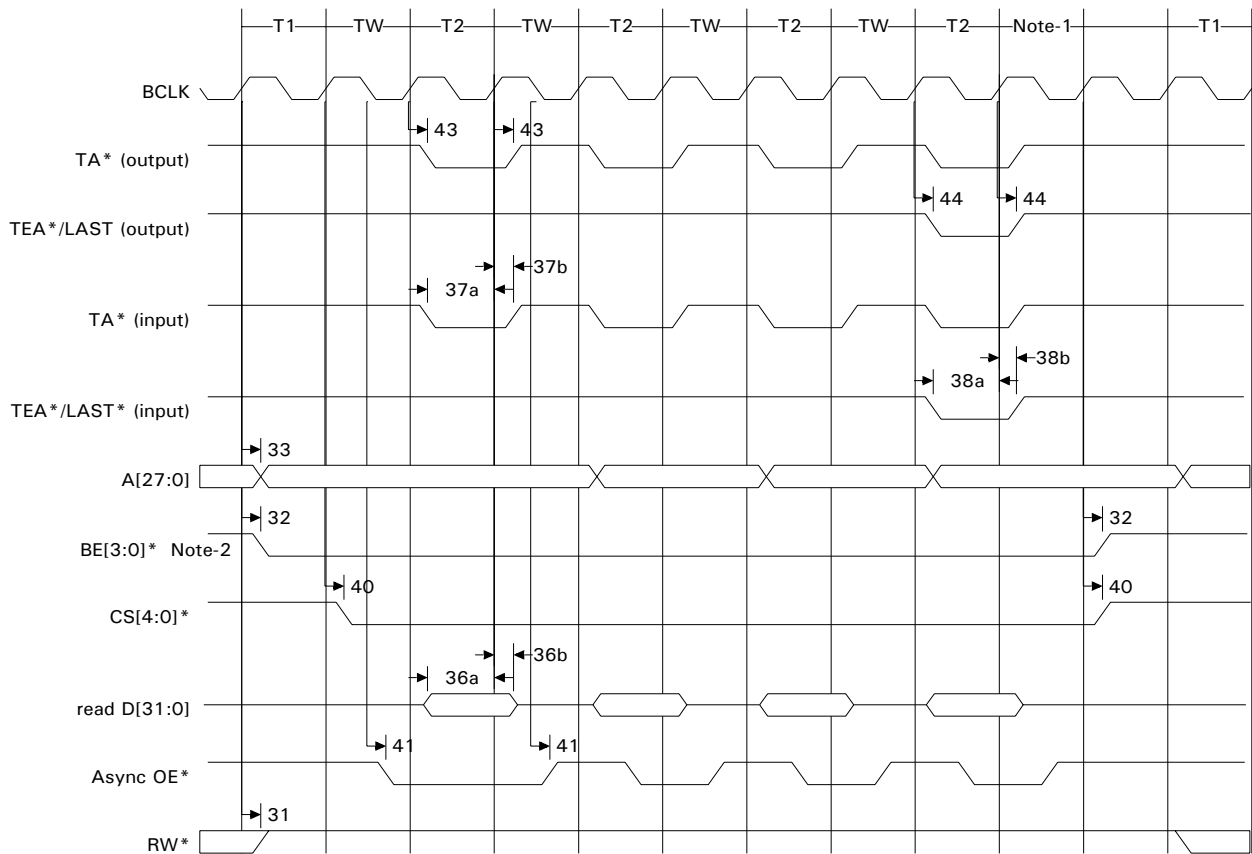 T1 TW T2 TW T2 TW T2 TW T2 Note-1 T1
BCLK
43 43
TA* (output)
44 44
TEA*/LAST (output)
37b
37a
TA* (input)
38b
38a
TEA*/LAST* (input)
33
A[27:0]
32 32
BE[3:0]* Note-2
40 40
CS[4:0]*
36b
36a
read D[31:0]
41 41
Async OE*
31
RW*